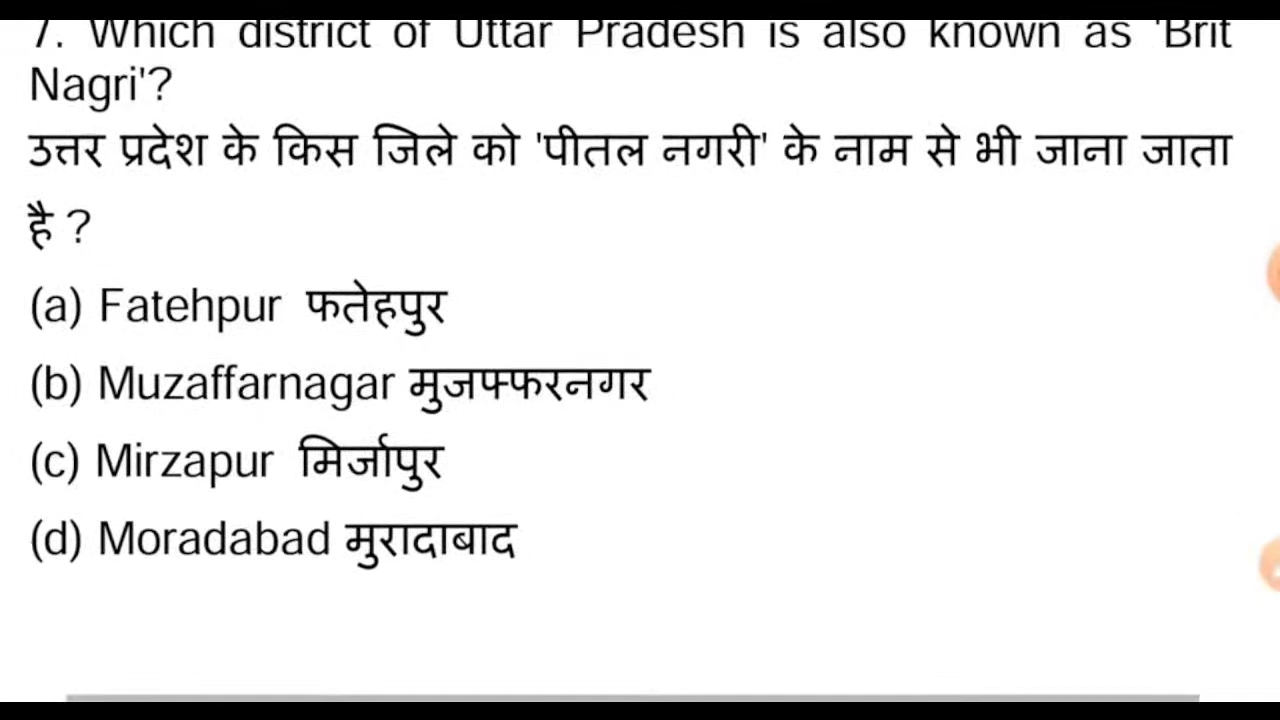 7. Which district of Uttar Pradesh is also known as 'Brit
Nagri'?
उत्तर प्रदेश के किस जिले को 'पीतल नगरी' के नाम से भी जाना जाता
है ?
(a) Fatehpur फतेहपुर
(b) Muzaffarnagar मुजफ्फरनगर
(c) Mirzapur मिर्जापुर
(d) Moradabad मुरादाबाद